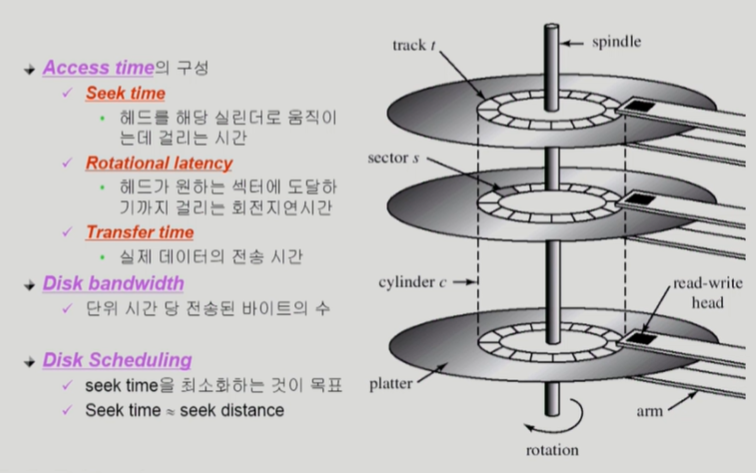 Access time의 구성
Seek time
헤드를 해당 실린더로 움직이
는데 걸리는 시간
Rotational latency
헤드가 원하는 섹터에 도달하
기까지 걸리는 회전지연시간
Transfer time
실제 데이터의 전송 시간
Disk bandwidth
단위 시간 당 전송된 바이트의 수
Disk Scheduling
seek time을 최소화하는 것이 목표
Seek time ≈ seek distance
track t
spindle
sector s
cylinder c
read-write
head
platter
arm
rotation